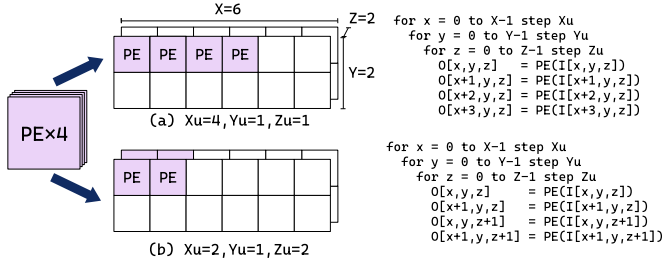 X=6
Z=2
PE PE PE PE
Y=2
(a) Xu=4,Yu=1,Zu=1
for x = 0 to X-1 step Xu
for y = 0 to Y-1 step Yu
for z = 0 to Z-1 step Zu
O[x,y,z] = PE(I[x,y,z])
O[x+1,y,z] = PE(I[x+1,y,z])
O[x+2,y,z] = PE(I[x+2,y,z])
O[x+3,y,z] = PE(I[x+3,y,z])
PE×4
PE PE
(b) Xu=2,Yu=1,Zu=2
for x = 0 to X-1 step Xu
for y = 0 to Y-1 step Yu
for z = 0 to Z-1 step Zu
O[x,y,z] = PE(I[x,y,z])
O[x+1,y,z] = PE(I[x+1,y,z])
O[x,y,z+1] = PE(I[x,y,z+1])
O[x+1,y,z+1] = PE(I[x+1,y,z+1])